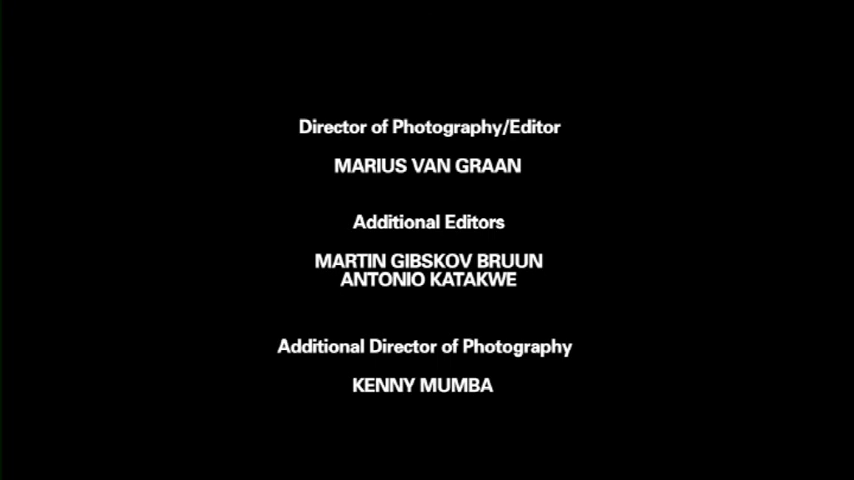 Director of Photography/Editor
MARIUS VAN GRAAN
Additional Editors
MARTIN GIBSKOV BRUUN
ANTONIO KATAKWE
Additional Director of Photography
KENNY MUMBA